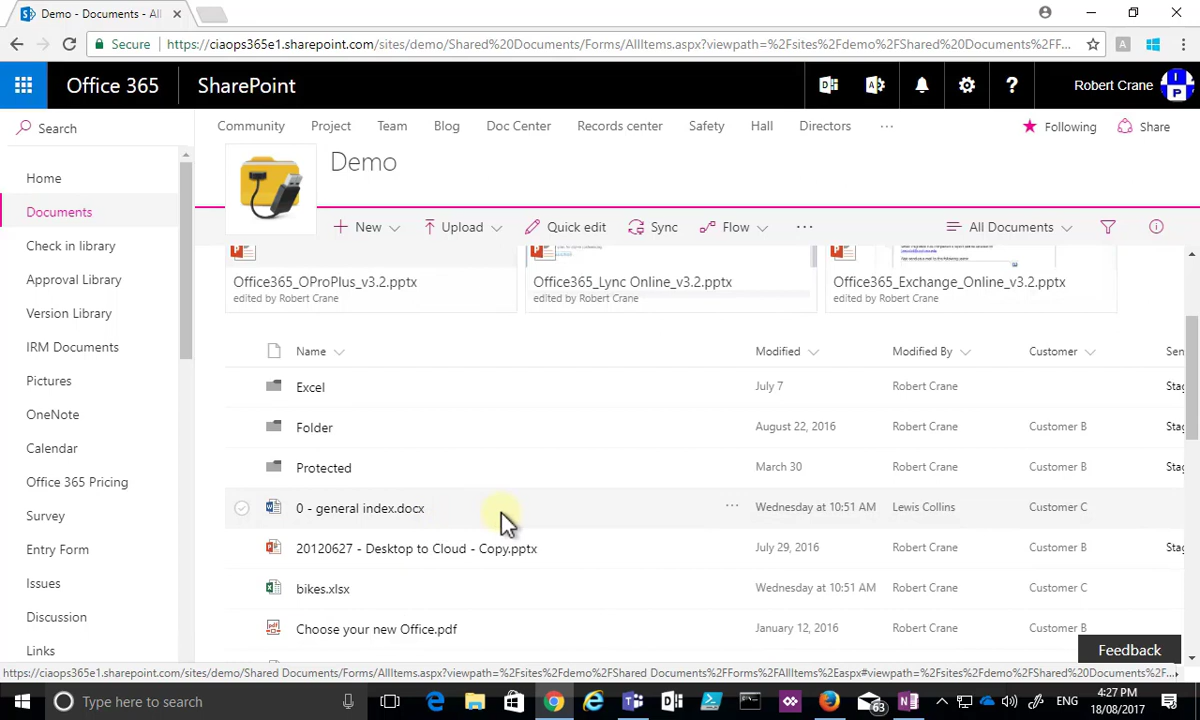 Demo - Documents - All
Secure
https://ciaops365e1.sharepoint.com/sites/demo/Shared%20Documents/Forms/AllItems.aspx?viewpath=%2Fsites%2Fdemo%2FShared%20Documents%2FF...
Office 365 SharePoint Robert Crane
Search
Community Project Team Blog Doc Center Records center Safety Hall Directors ... Following Share
Demo
Home
Documents
Check in library
Approval Library
Version Library
IRM Documents
Pictures
OneNote
Calendar
Office 365 Pricing
Survey
Entry Form
Issues
Discussion
Links
New Upload Quick edit Sync Flow ... All Documents
Office365_OProPlus_v3.2.pptx Office365_Lync Online_v3.2.pptx Office365_Exchange_Online_v3.2.pptx
edited by Robert Crane edited by Robert Crane edited by Robert Crane
Name Modified Modified By Customer Sen
Excel July 7 Robert Crane Stag
Folder August 22, 2016 Robert Crane Customer B Stag
Protected March 30 Robert Crane Customer B Stag
0 - general index.docx ... Wednesday at 10:51 AM Lewis Collins Customer C
20120627 - Desktop to Cloud - Copy.pptx July 29, 2016 Robert Crane Customer B Stag
bikes.xlsx Wednesday at 10:51 AM Robert Crane Customer C
Choose your new Office.pdf January 12, 2016 Robert Crane Customer B
Feedback
https://ciaops365e1.sharepoint.com/sites/demo/Shared Documents/Forms/AllItems.aspx?viewpath=%2Fsites%2Fdemo%2FShared Documents%2FForms%2FAllItems%2Easpx#viewpath=%2Fsites%2Fdemo%2FShared Documents%2F...
Type here to search
63
ENG
4:27 PM
18/08/2017